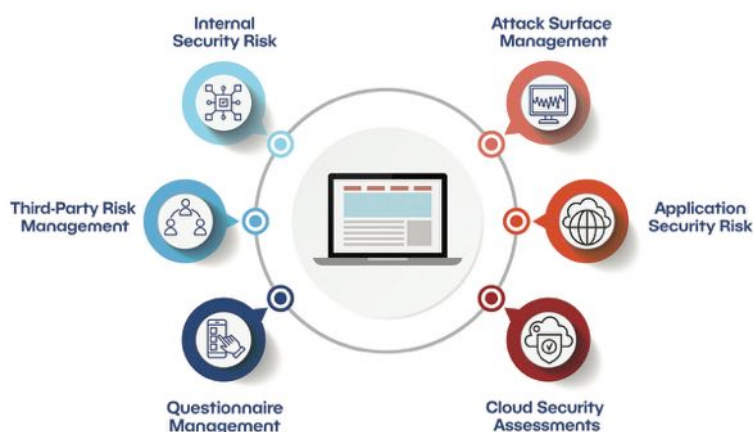 Internal
Security Risk
Attack Surface
Management
Third-Party Risk
Management
Application
Security Risk
Questionnaire
Management
Cloud Security
Assessments